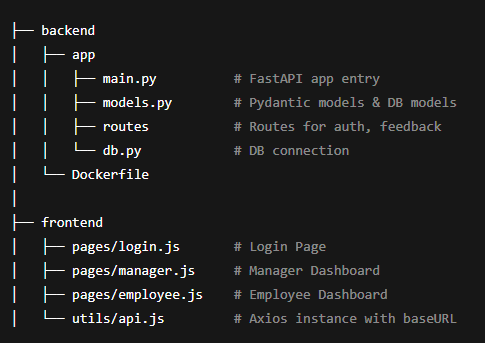 ├── backend
│   ├── app
│   │   ├── main.py          # FastAPI app entry
│   │   ├── models.py        # Pydantic models & DB models
│   │   ├── routes           # Routes for auth, feedback
│   │   └── db.py            # DB connection
│   └── Dockerfile
│
├── frontend
│   ├── pages/login.js       # Login Page
│   ├── pages/manager.js     # Manager Dashboard
│   ├── pages/employee.js    # Employee Dashboard
│   └── utils/api.js         # Axios instance with baseURL